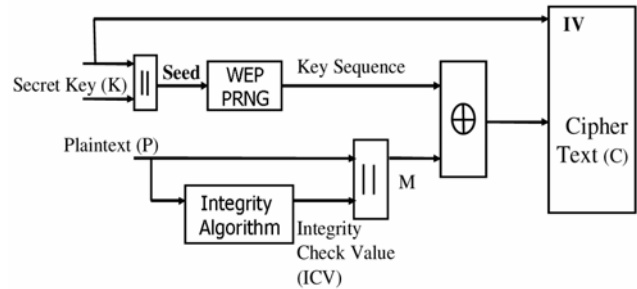 IV
Secret Key (K)
||
Seed
WEP
PRNG
Key Sequence
Plaintext (P)
||
M
Integrity
Algorithm
Integrity
Check Value
(ICV)
Cipher
Text (C)